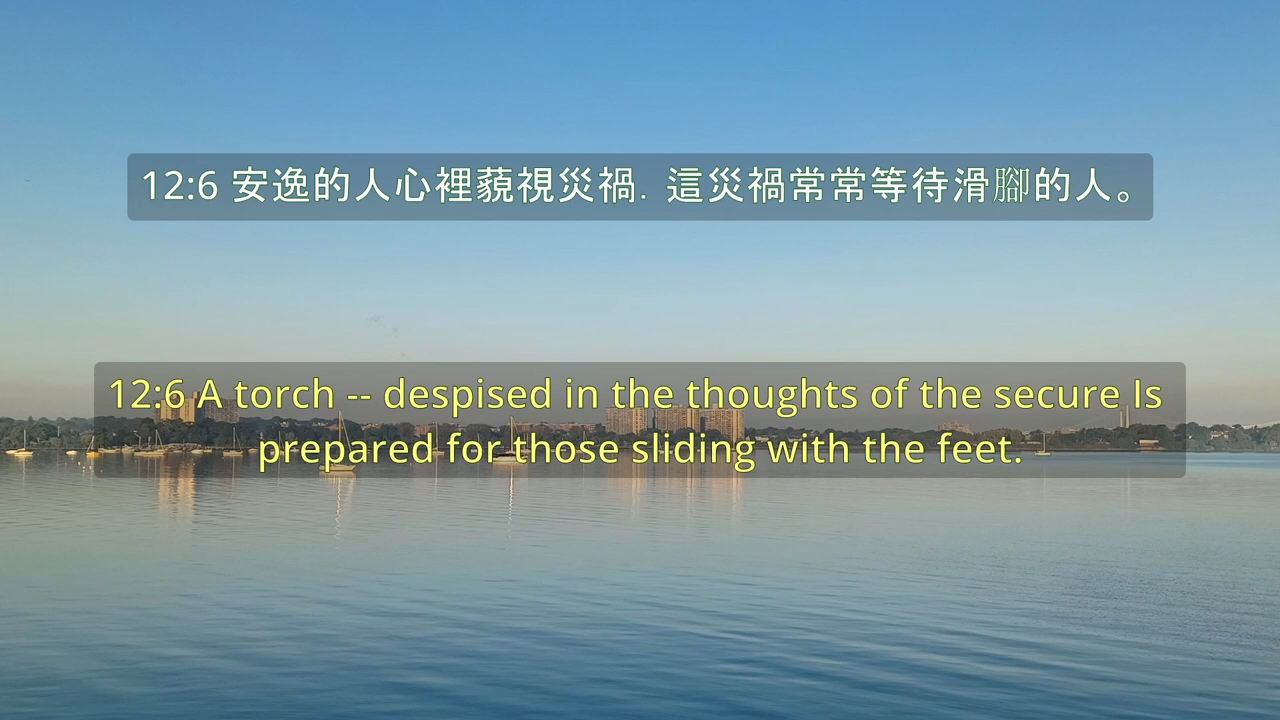 12:6 安逸的人心裡藐視災禍. 這災禍常常等待滑腳的人。
12:6 A torch -- despised in the thoughts of the secure Is
prepared for those sliding with the feet.